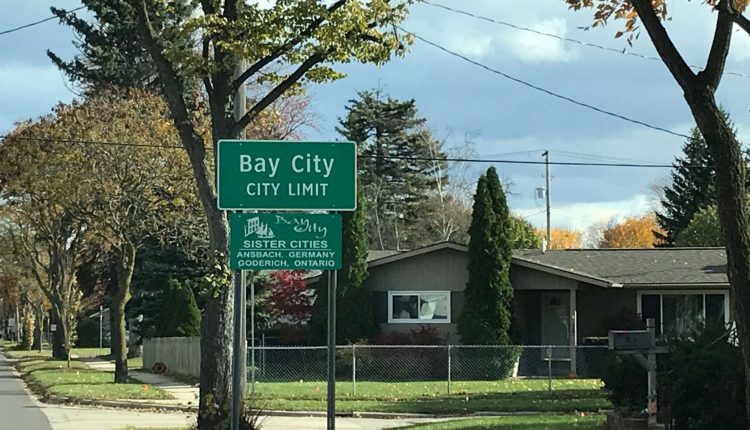 Bay City
CITY LIMIT
Bay
City
SISTER CITIES
ANSBACH, GERMANY
GODERICH, ONTARIO